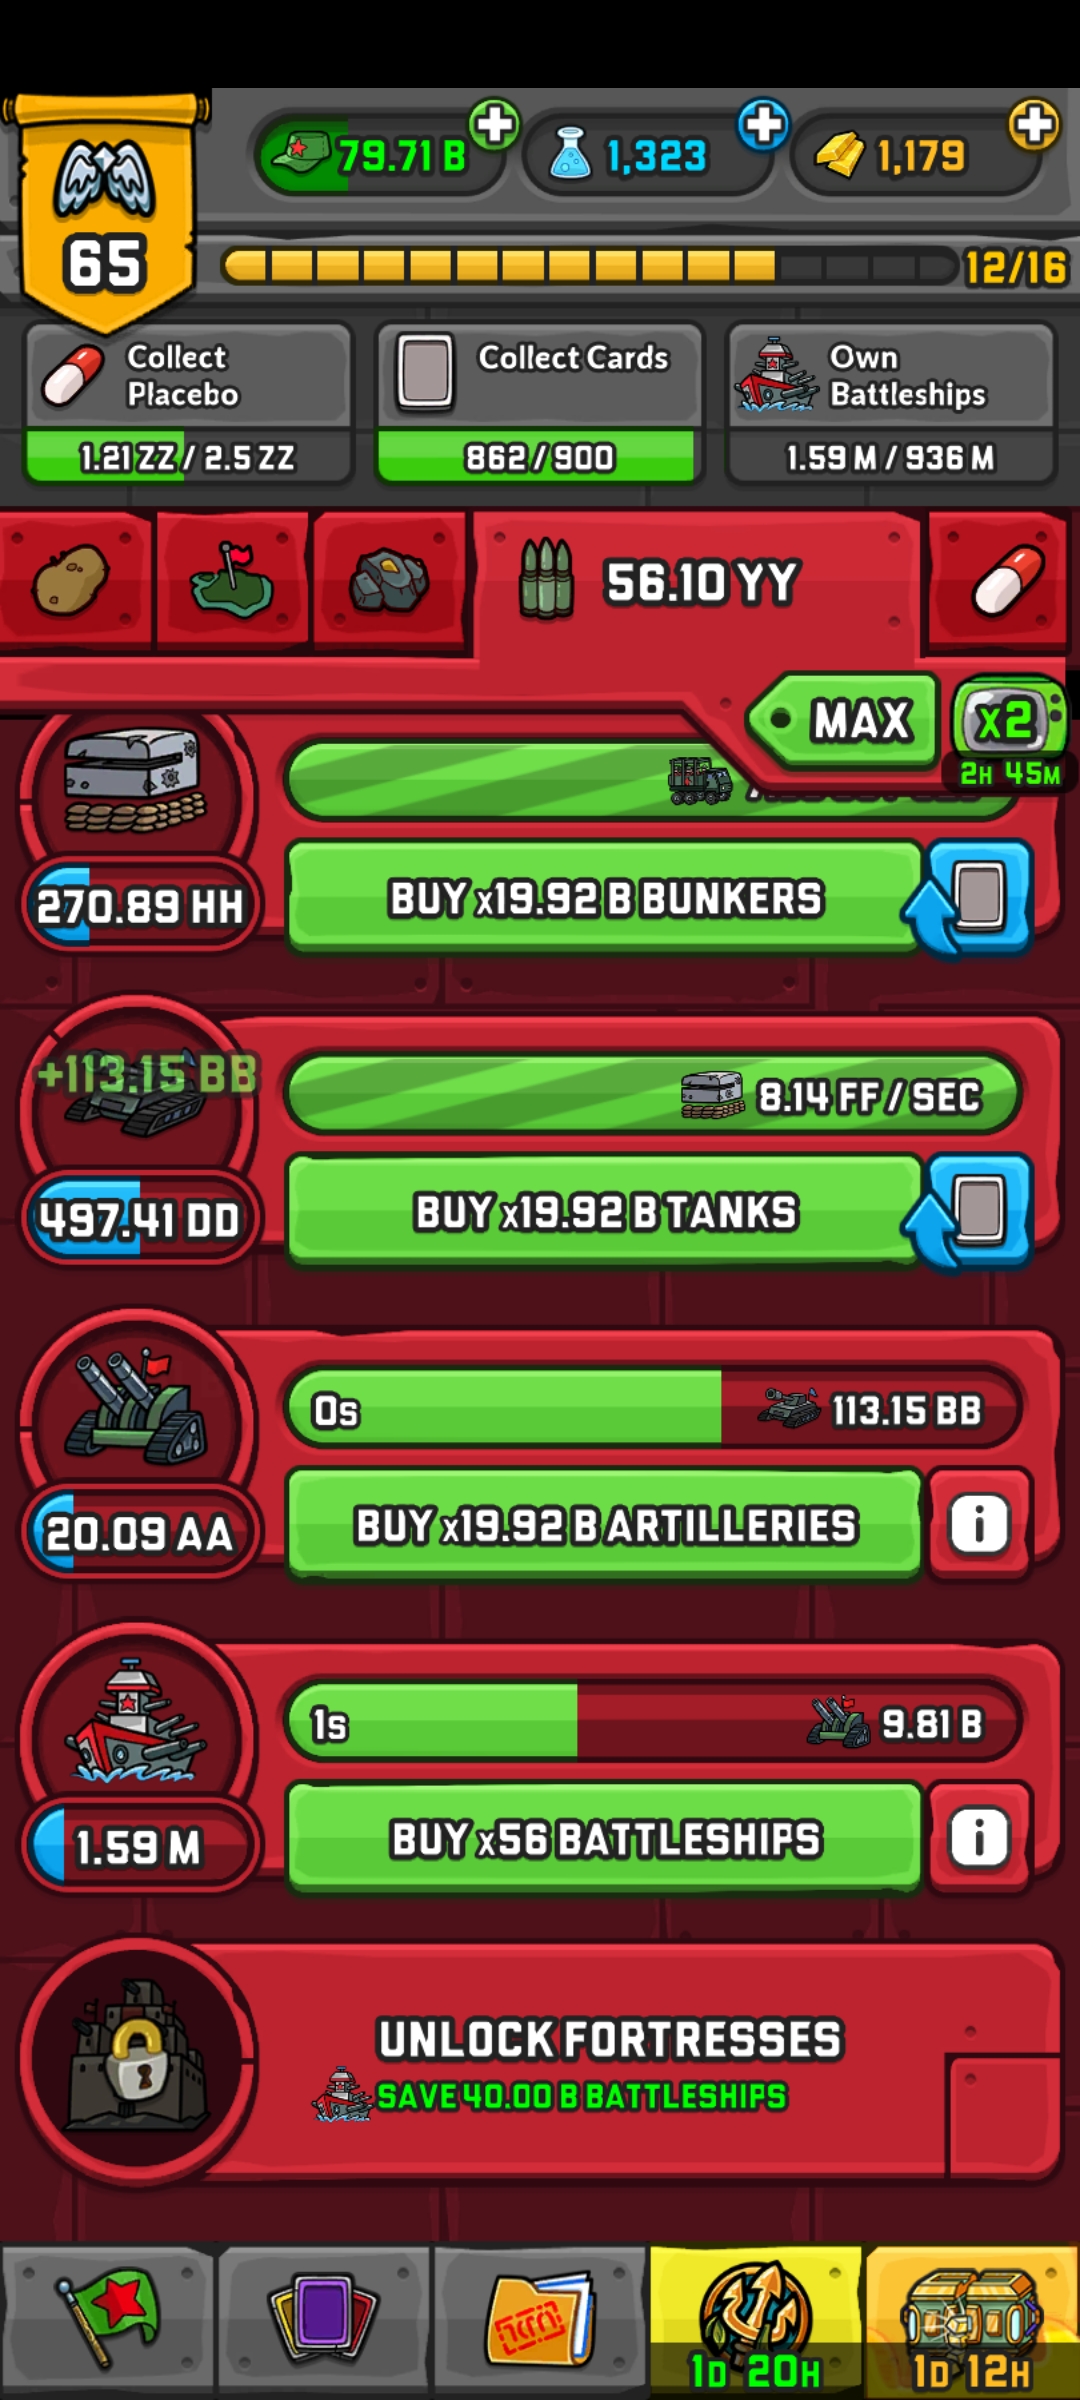 65
79.71 B
1,323
1,179
12/16
Collect
Placebo
1.21 ZZ / 2.5 ZZ
Collect Cards
862 / 900
Own
Battleships
1.59 M / 936 M
56.10 YY
MAX
x2
2H 45M
270.89 HH
BUY x19.92 B BUNKERS
+113.15 BB
8.14 FF / SEC
497.41 DD
BUY x19.92 B TANKS
0s
113.15 BB
20.09 AA
BUY x19.92 B ARTILLERIES
i
1s
9.81 B
1.59 M
BUY x56 BATTLESHIPS
i
UNLOCK FORTRESSES
SAVE 40.00 B BATTLESHIPS
1D 20H
1D 12H